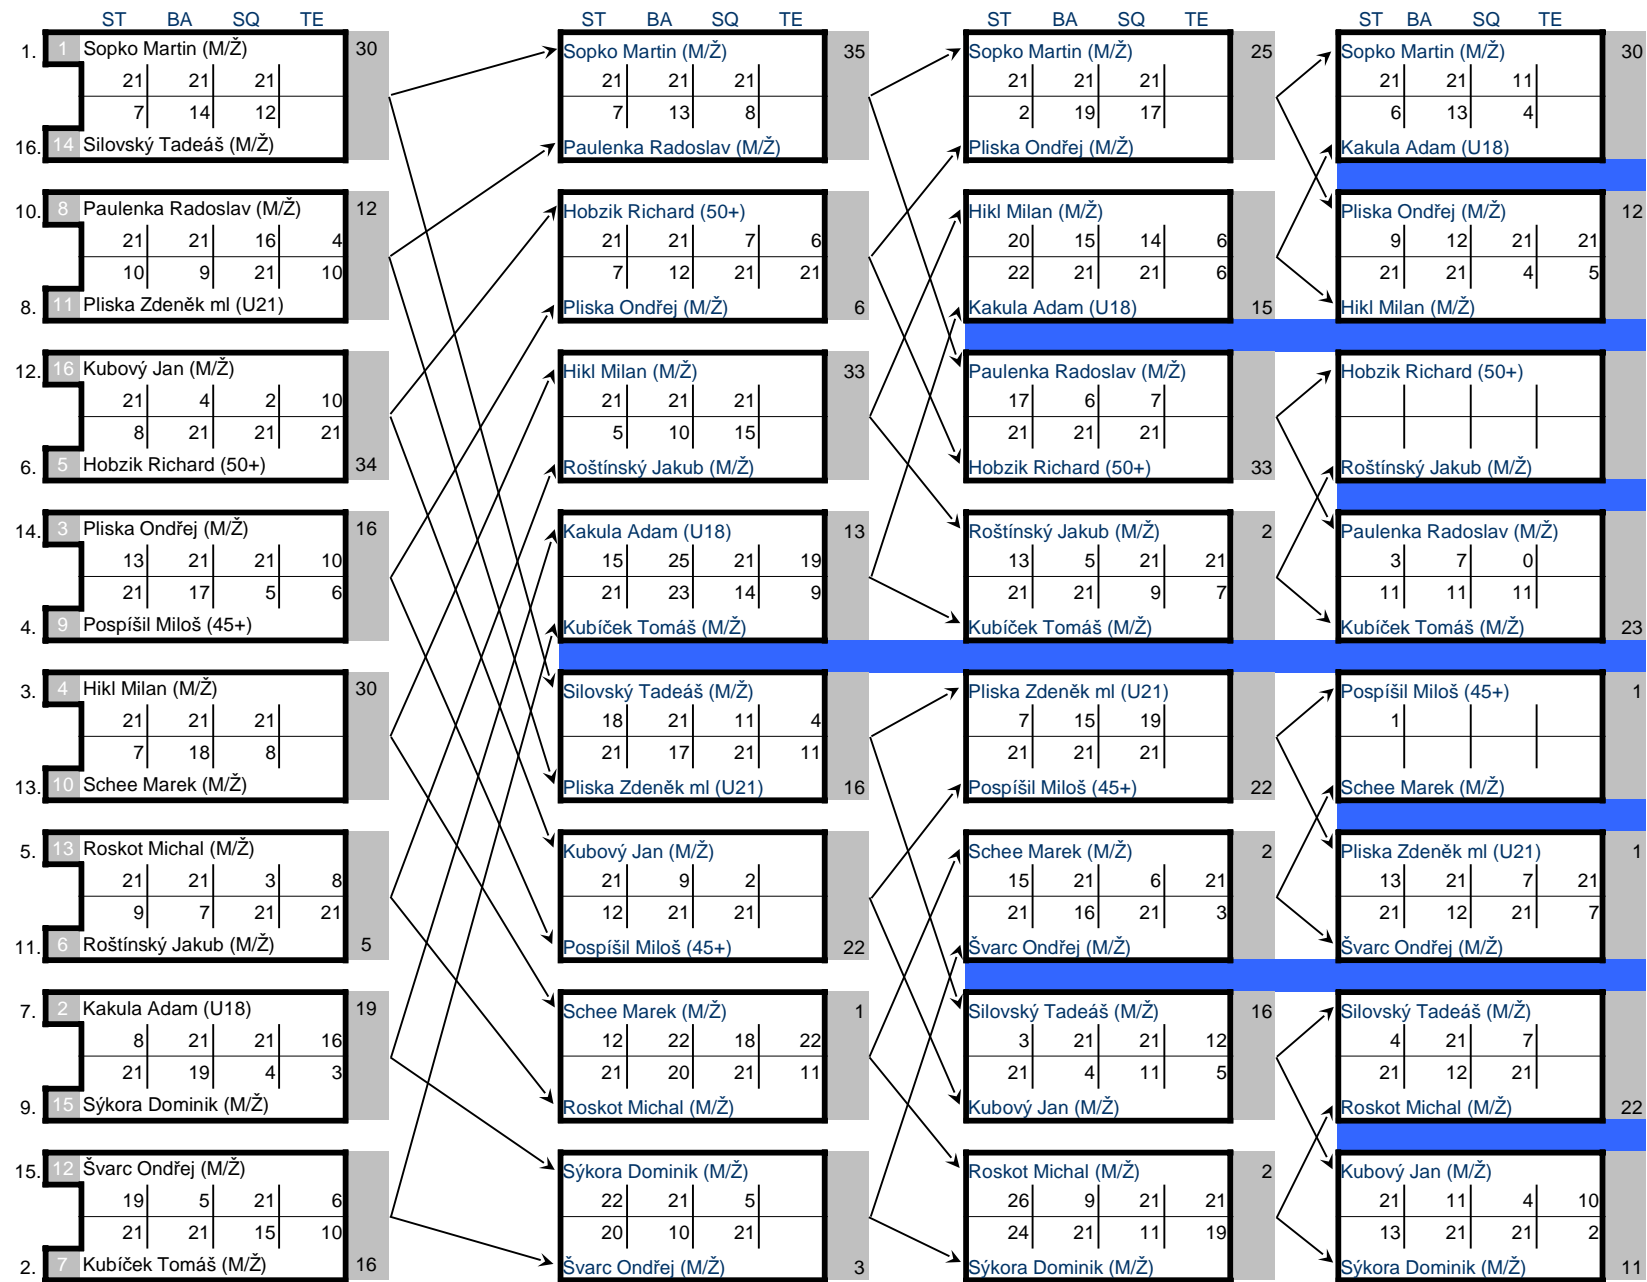 ST BA SQ TE ST BA SQ TE ST BA SQ TE ST BA SQ TE
1. 1 Sopko Martin (M/Ž) 30 Sopko Martin (M/Ž) 35 Sopko Martin (M/Ž) 25 Sopko Martin (M/Ž) 30
21 21 21 21 21 21 21 21 21 21 21 11
7 14 12 7 13 8 2 19 17 6 13 4
16. 14 Silovský Tadeáš (M/Ž) Paulenka Radoslav (M/Ž) Pliska Ondřej (M/Ž) Kakula Adam (U18)
10. 8 Paulenka Radoslav (M/Ž) 12 Hobzik Richard (50+) Hikl Milan (M/Ž) Pliska Ondřej (M/Ž) 12
21 21 16 4 21 21 7 6 20 15 14 6 9 12 21 21
10 9 21 10 7 12 21 21 22 21 21 6 21 21 4 5
8. 11 Pliska Zdeněk ml (U21) Pliska Ondřej (M/Ž) 6 Kakula Adam (U18) 15 Hikl Milan (M/Ž)
12. 16 Kubový Jan (M/Ž) Hikl Milan (M/Ž) 33 Paulenka Radoslav (M/Ž) Hobzik Richard (50+)
21 4 2 10 21 21 21 17 6 7
8 21 21 21 5 10 15 21 21 21
6. 5 Hobzik Richard (50+) 34 Roštínský Jakub (M/Ž) Hobzik Richard (50+) 33 Roštínský Jakub (M/Ž)
14. 3 Pliska Ondřej (M/Ž) 16 Kakula Adam (U18) 13 Roštínský Jakub (M/Ž) 2 Paulenka Radoslav (M/Ž)
13 21 21 10 15 25 21 19 13 5 21 21 3 7 0
21 17 5 6 21 23 14 9 21 21 9 7 11 11 11
4. 9 Pospíšil Miloš (45+) Kubíček Tomáš (M/Ž) Kubíček Tomáš (M/Ž) Kubíček Tomáš (M/Ž) 23
3. 4 Hikl Milan (M/Ž) 30 Silovský Tadeáš (M/Ž) Pliska Zdeněk ml (U21) Pospíšil Miloš (45+) 1
21 21 21 18 21 11 4 7 15 19 1
7 18 8 21 17 21 11 21 21 21
13. 10 Schee Marek (M/Ž) Pliska Zdeněk ml (U21) 16 Pospíšil Miloš (45+) 22 Schee Marek (M/Ž)
5. 13 Roskot Michal (M/Ž) Kubový Jan (M/Ž) Schee Marek (M/Ž) 2 Pliska Zdeněk ml (U21) 1
21 21 3 8 21 9 2 15 21 6 21 13 21 7 21
9 7 21 21 12 21 21 21 16 21 3 21 12 21 7
11. 6 Roštínský Jakub (M/Ž) 5 Pospíšil Miloš (45+) 22 Švarc Ondřej (M/Ž) Švarc Ondřej (M/Ž)
7. 2 Kakula Adam (U18) 19 Schee Marek (M/Ž) 1 Silovský Tadeáš (M/Ž) 16 Silovský Tadeáš (M/Ž)
8 21 21 16 12 22 18 22 3 21 21 12 4 21 7
21 19 4 3 21 20 21 11 21 4 11 5 21 12 21
9. 15 Sýkora Dominik (M/Ž) Roskot Michal (M/Ž) Kubový Jan (M/Ž) Roskot Michal (M/Ž) 22
15. 12 Švarc Ondřej (M/Ž) Sýkora Dominik (M/Ž) Roskot Michal (M/Ž) 2 Kubový Jan (M/Ž)
19 5 21 6 22 21 5 26 9 21 21 21 11 4 10
21 21 15 10 20 10 21 24 21 11 19 13 21 21 2
2. 7 Kubíček Tomáš (M/Ž) 16 Švarc Ondřej (M/Ž) 3 Sýkora Dominik (M/Ž) Sýkora Dominik (M/Ž) 11